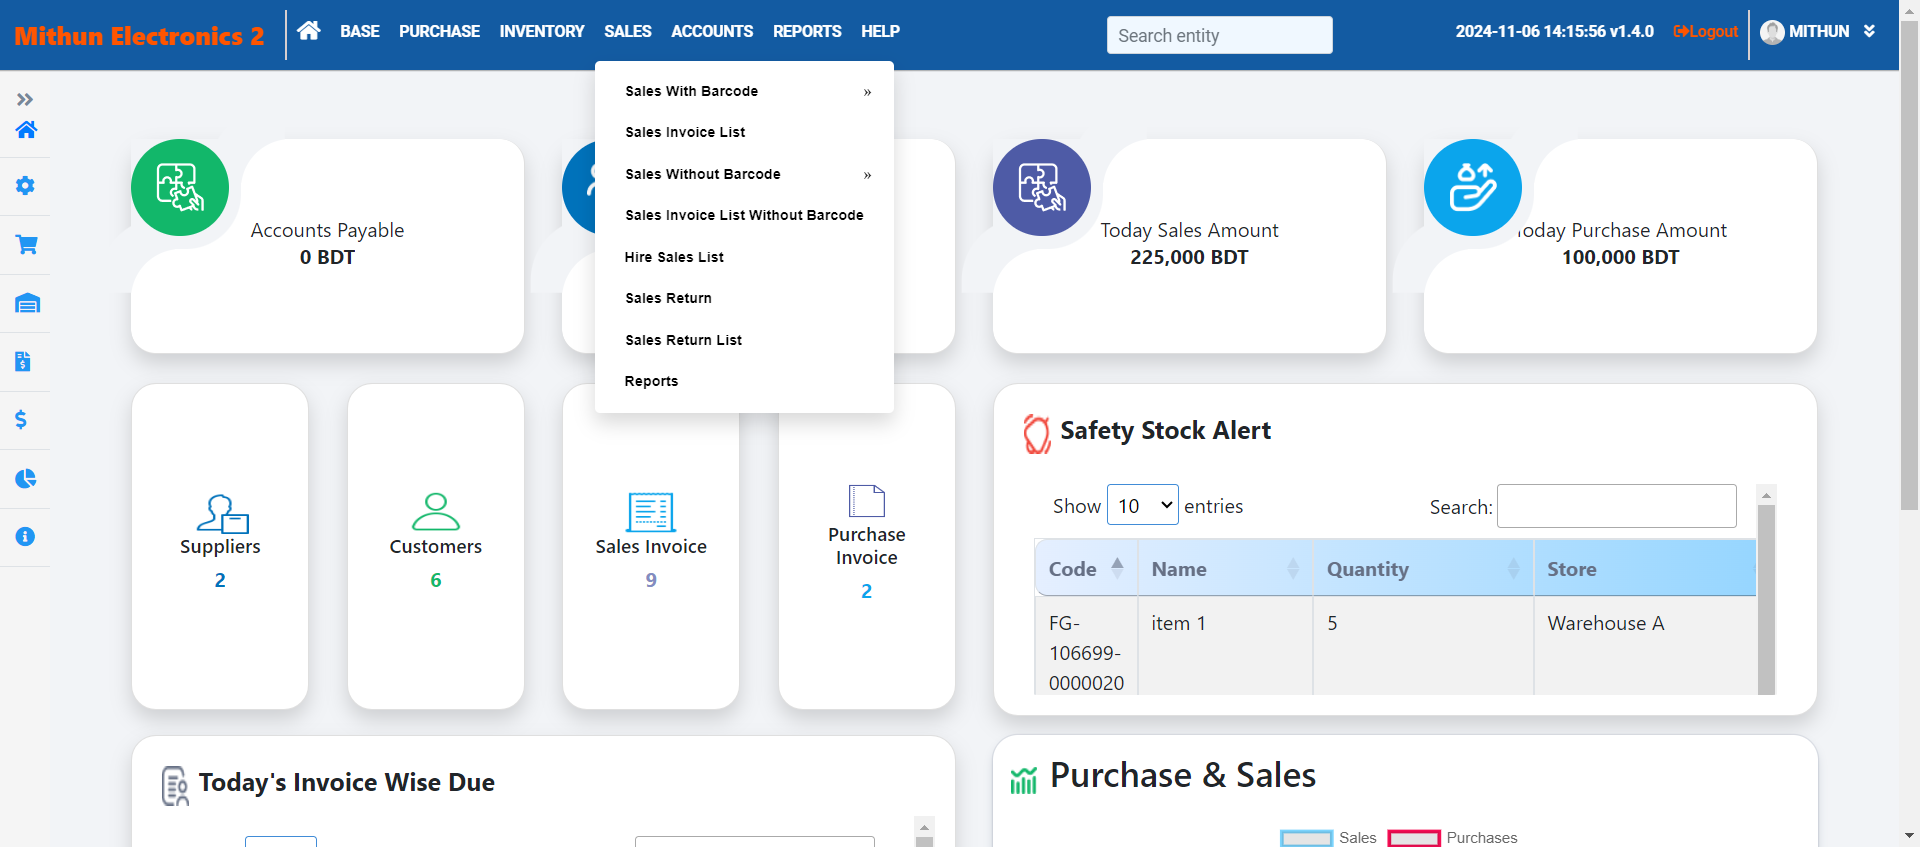 Mithun Electronics 2
BASE PURCHASE INVENTORY SALES ACCOUNTS REPORTS HELP
Search entity
2024-11-06 14:15:56 v1.4.0
Logout
MITHUN
Sales With Barcode »
Sales Invoice List
Sales Without Barcode »
Sales Invoice List Without Barcode
Hire Sales List
Sales Return
Sales Return List
Reports
Accounts Payable
0 BDT
Today Sales Amount
225,000 BDT
Today Purchase Amount
100,000 BDT
Suppliers
2
Customers
6
Sales Invoice
9
Purchase
Invoice
2
Safety Stock Alert
Show 10 entries
Search:
Code Name Quantity Store
FG- item 1 5 Warehouse A
106699-
0000020
Today's Invoice Wise Due
Purchase & Sales
Sales Purchases